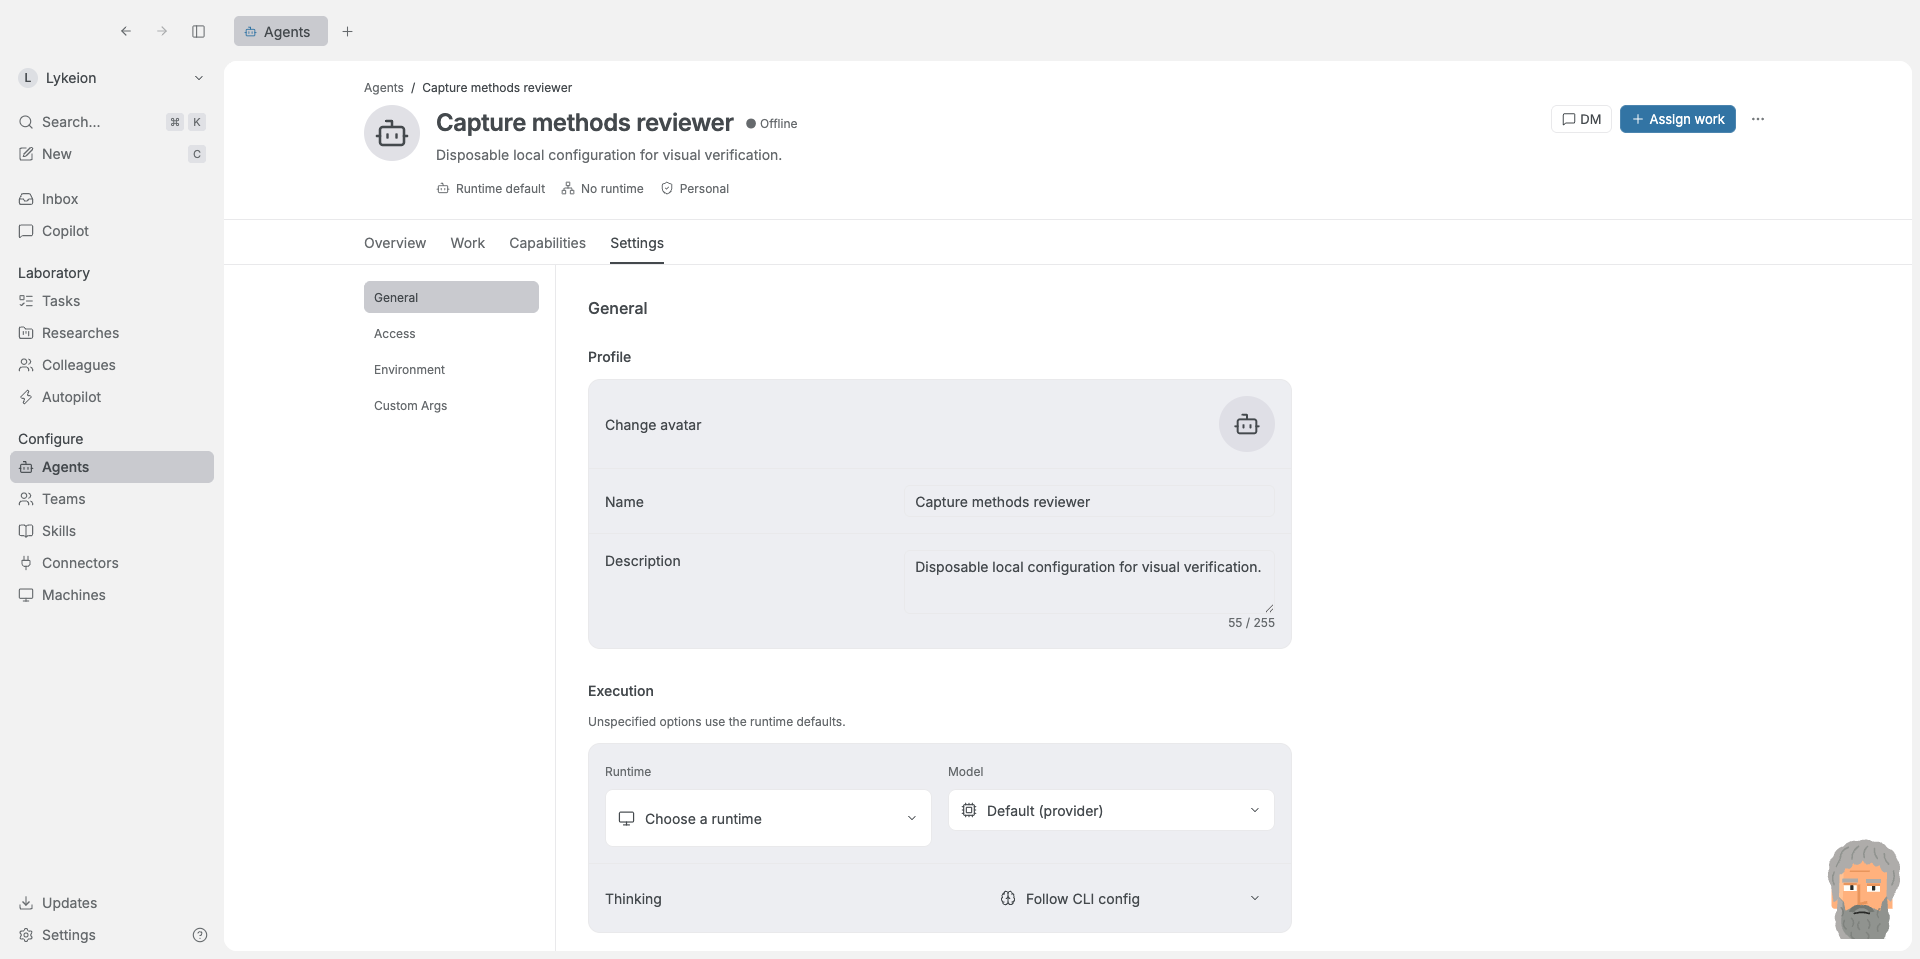 Agents
L Lykeion
Search... ⌘ K
New C
Inbox
Copilot
Laboratory
Tasks
Researches
Colleagues
Autopilot
Configure
Agents
Teams
Skills
Connectors
Machines
Updates
Settings
Agents / Capture methods reviewer
Capture methods reviewer Offline
Disposable local configuration for visual verification.
Runtime default No runtime Personal
DM + Assign work
Overview Work Capabilities Settings
General
Access
Environment
Custom Args
General
Profile
Change avatar
Name Capture methods reviewer
Description Disposable local configuration for visual verification.
55 / 255
Execution
Unspecified options use the runtime defaults.
Runtime Model
Choose a runtime Default (provider)
Thinking Follow CLI config